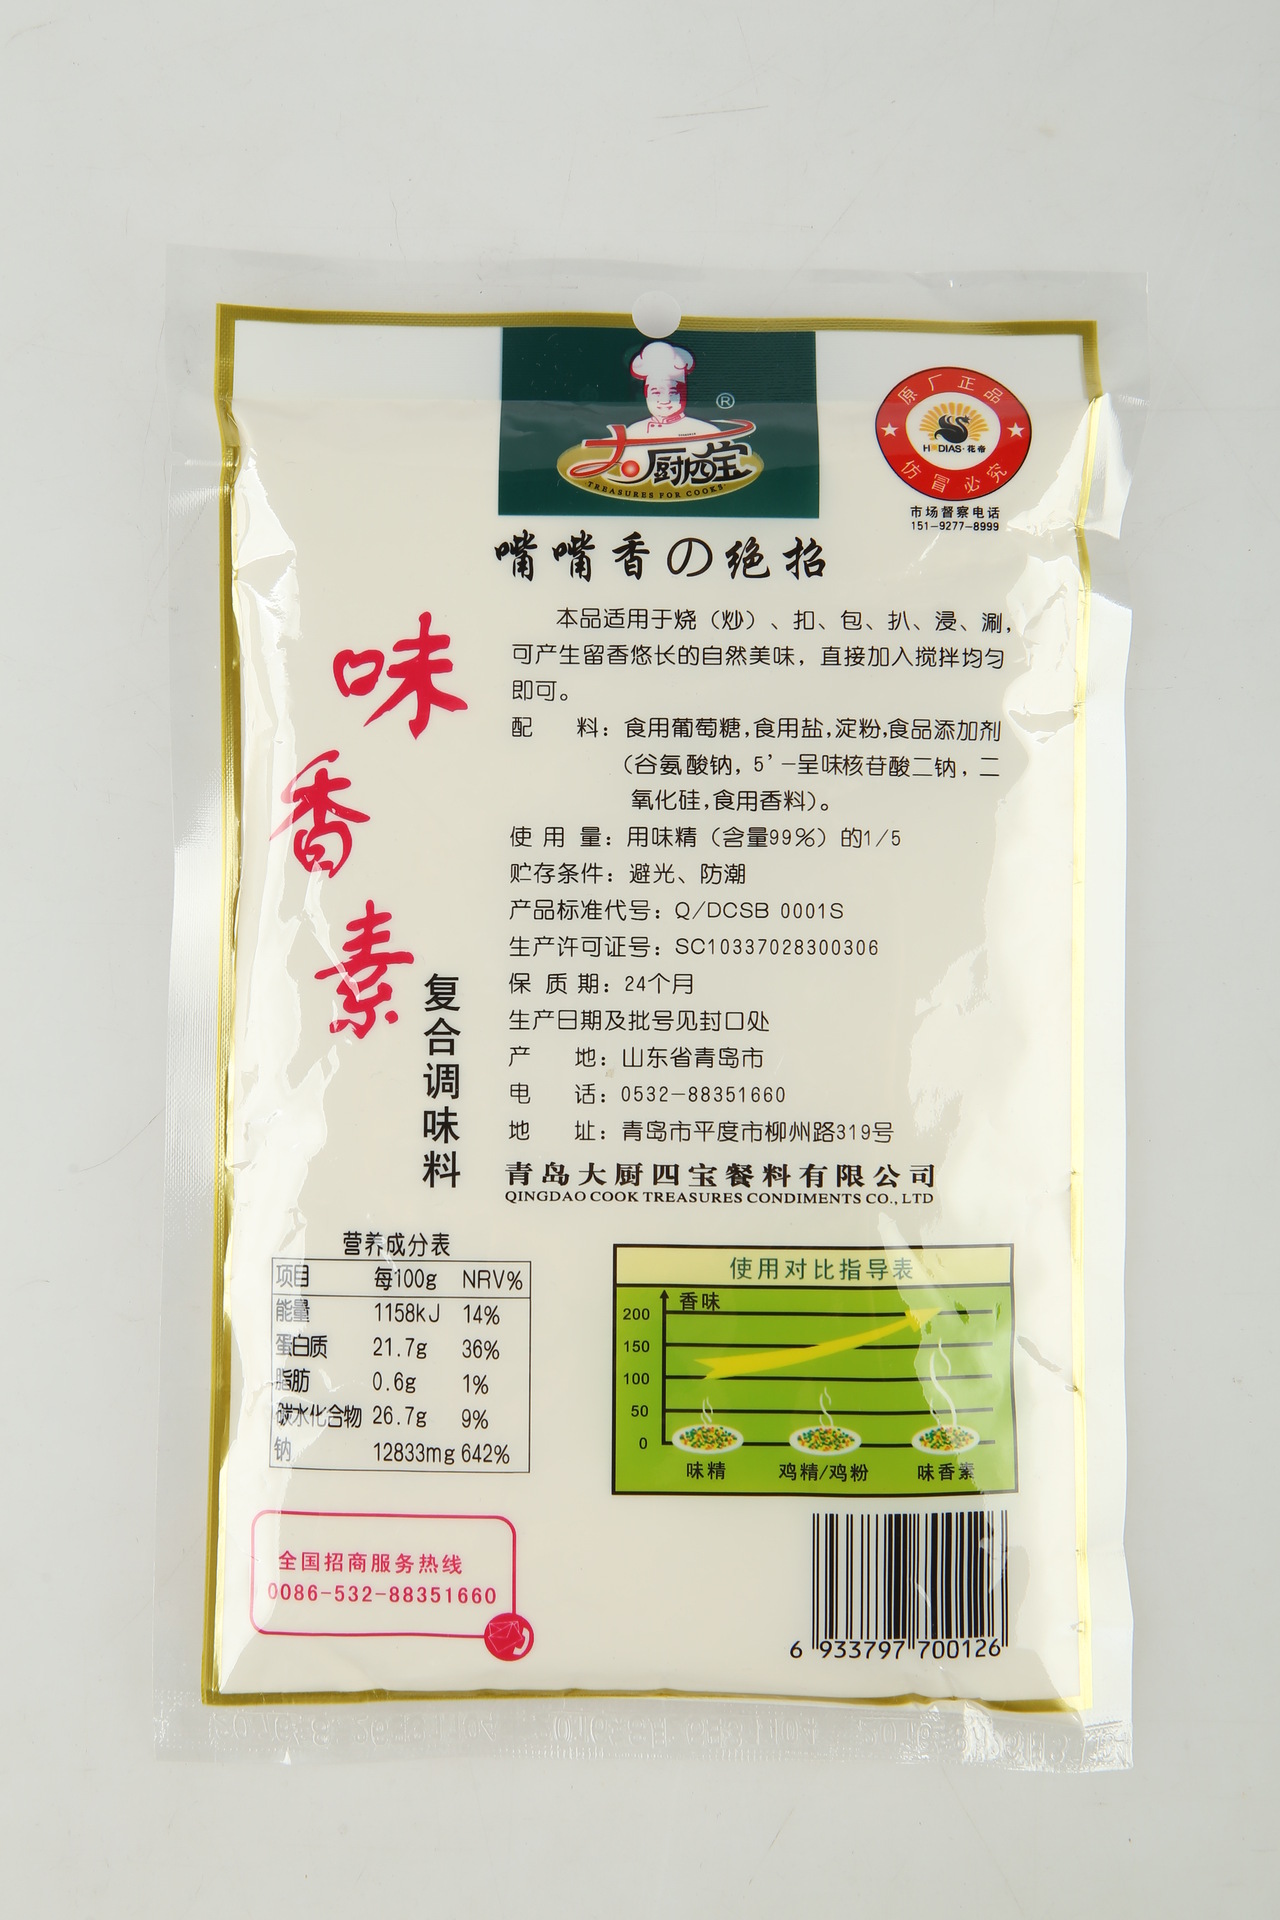 大厨四宝
®
TREASURES FOR COOKS
原厂正品
HODIAS·花帝
仿冒必究
市场督察电话
151-9277-8999
嘴嘴香の绝招
味香素
复合调味料
本品适用于烧（炒）、扣、包、扒、浸、涮，
可产生留香悠长的自然美味，直接加入搅拌均匀
即可。
配 料：食用葡萄糖，食用盐，淀粉，食品添加剂
（谷氨酸钠，5'-呈味核苷酸二钠，二
氧化硅，食用香料）。
使 用 量：用味精（含量99%）的1/5
贮存条件：避光、防潮
产品标准代号：Q/DCSB 0001S
生产许可证号：SC10337028300306
保 质 期：24个月
生产日期及批号见封口处
产 地：山东省青岛市
电 话：0532-88351660
地 址：青岛市平度市柳州路319号
青岛大厨四宝餐料有限公司
QINGDAO COOK TREASURES CONDIMENTS CO., LTD
营养成分表
项目 每100g NRV%
能量 1158kJ 14%
蛋白质 21.7g 36%
脂肪 0.6g 1%
碳水化合物 26.7g 9%
钠 12833mg 642%
使用对比指导表
香味
200
150
100
50
0
味精 鸡精/鸡粉 味香素
全国招商服务热线
0086-532-88351660
6 933797 700126